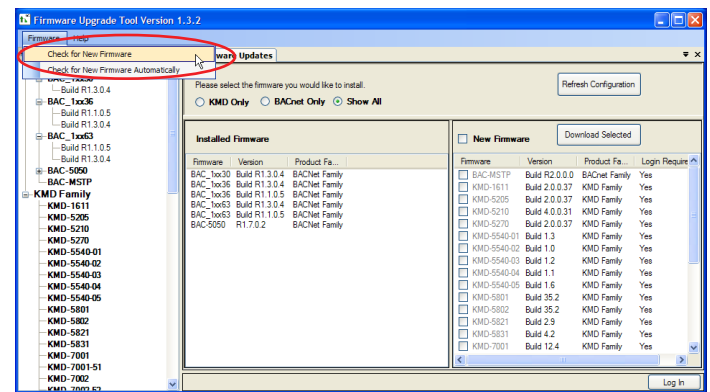 Firmware Upgrade Tool Version 1.3.2
Firmware Help
Check for New Firmware
Check for New Firmware Automatically
Updates
Build R1.3.0.4
BAC_1xx36
Build R1.1.0.5
Build R1.3.0.4
BAC_1xx63
Build R1.1.0.5
Build R1.3.0.4
BAC-5050
BAC-MSTP
KMD Family
KMD-1611
KMD-5205
KMD-5210
KMD-5270
KMD-5540-01
KMD-5540-02
KMD-5540-03
KMD-5540-04
KMD-5540-05
KMD-5801
KMD-5802
KMD-5821
KMD-5831
KMD-7001
KMD-7001-51
KMD-7002
Please select the firmware you would like to install.
KMD Only BACnet Only Show All
Refresh Configuration
Installed Firmware
Firmware Version Product Fa...
BAC_1xx30 Build R1.3.0.4 BACNet Family
BAC_1xx36 Build R1.3.0.4 BACNet Family
BAC_1xx36 Build R1.1.0.5 BACNet Family
BAC_1xx63 Build R1.3.0.4 BACNet Family
BAC_1xx63 Build R1.1.0.5 BACNet Family
BAC-5050 R1.7.0.2 BACNet Family
New Firmware Download Selected
Firmware Version Product Fa... Login Require
BAC-MSTP Build R2.0.0.0 BACnet Family Yes
KMD-1611 Build 2.0.0.37 KMD Family Yes
KMD-5205 Build 2.0.0.37 KMD Family Yes
KMD-5210 Build 4.0.0.31 KMD Family Yes
KMD-5270 Build 2.0.0.37 KMD Family Yes
KMD-5540-01 Build 1.3 KMD Family Yes
KMD-5540-02 Build 1.0 KMD Family Yes
KMD-5540-03 Build 1.2 KMD Family Yes
KMD-5540-04 Build 1.1 KMD Family Yes
KMD-5540-05 Build 1.6 KMD Family Yes
KMD-5801 Build 35.2 KMD Family Yes
KMD-5802 Build 35.2 KMD Family Yes
KMD-5821 Build 2.9 KMD Family Yes
KMD-5831 Build 4.2 KMD Family Yes
KMD-7001 Build 12.4 KMD Family Yes
Log In